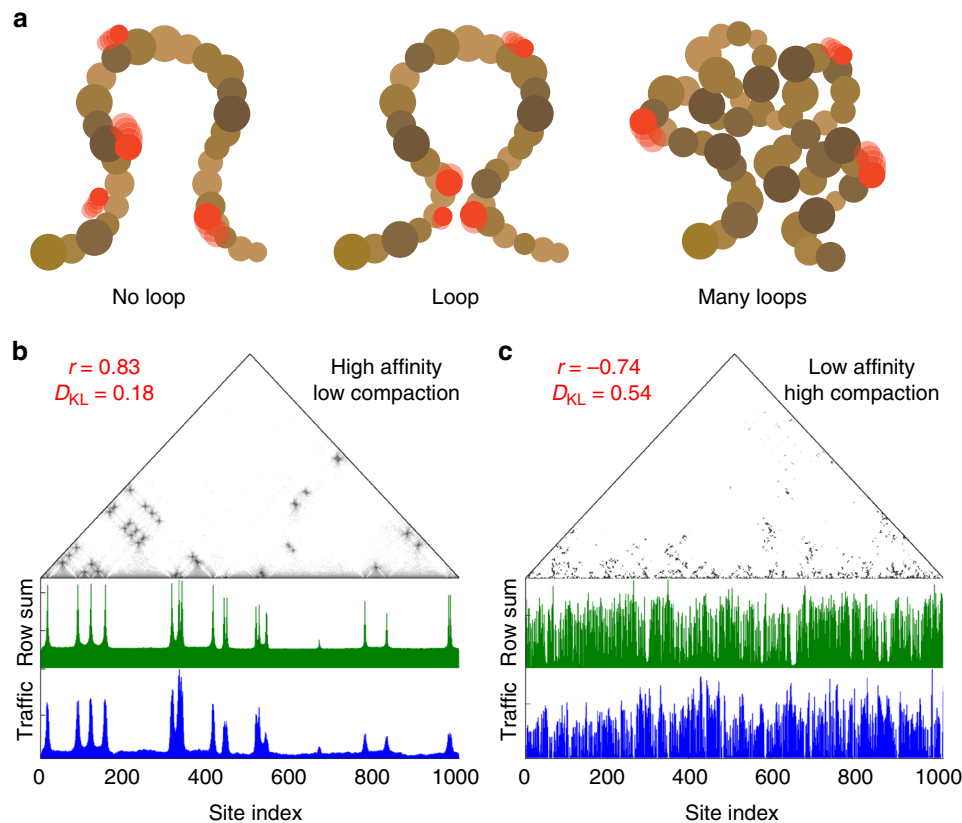 a
No loop
Loop
Many loops
b
r = 0.83
D_KL = 0.18
High affinity
low compaction
Row sum
Traffic
0 200 400 600 800 1000
Site index
c
r = –0.74
D_KL = 0.54
Low affinity
high compaction
Row sum
Traffic
0 200 400 600 800 1000
Site index